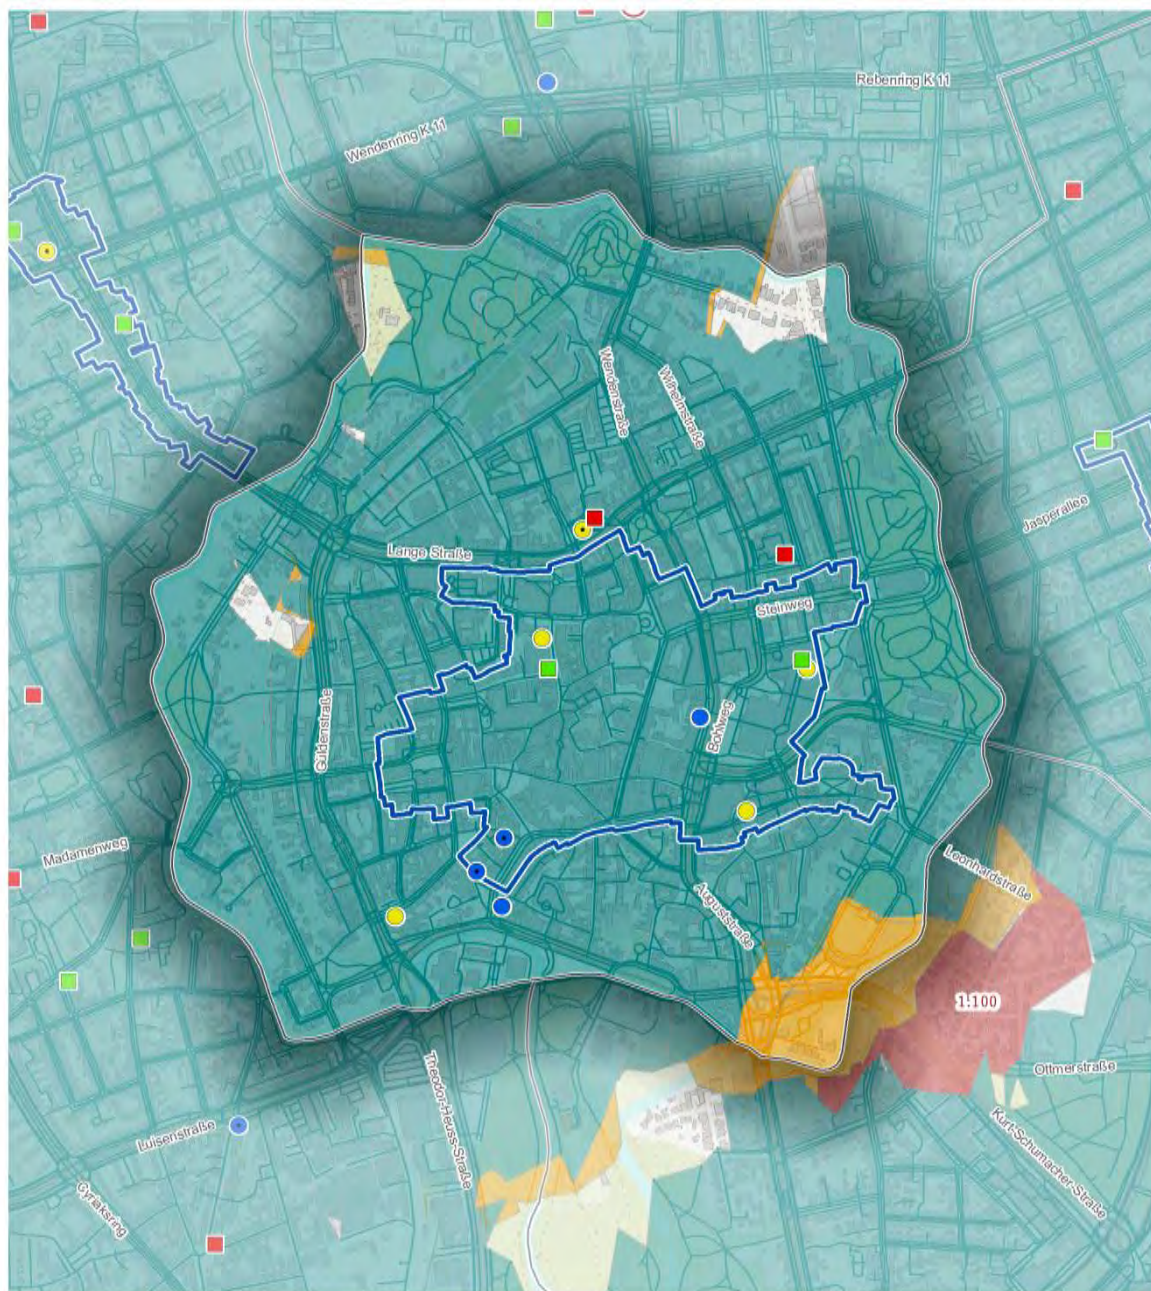 Rebenring K 11
Wendenring K 11
Wendenstraße
Wilhelmstraße
Jasperallee
Lange Straße
Steinweg
Güldenstraße
Bohlweg
Madamenweg
Leonhardstraße
Auguststraße
1:100
Ottmerstraße
Theodor-Heuss-Straße
Kurt-Schumacher-Straße
Luisenstraße
Cyriaksring